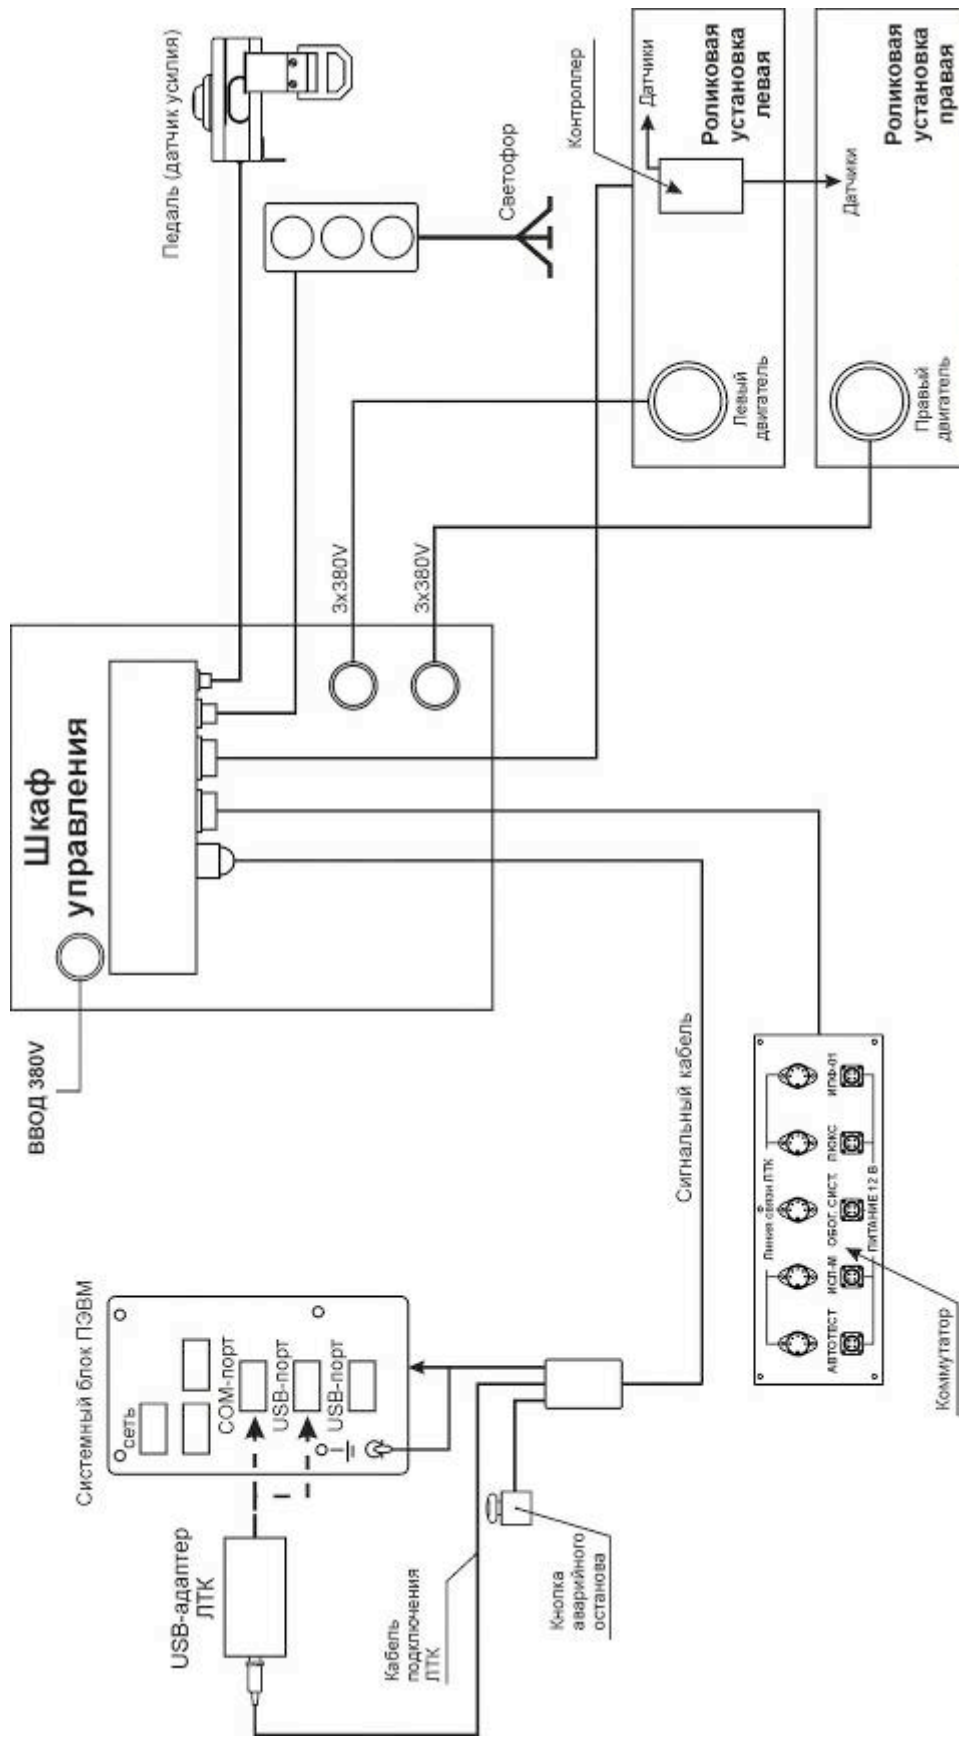 Системный блок ПЭВМ
сеть
COM-порт
USB-порт
USB-порт
USB-адаптер
ЛТК
Кабель
подключения
ЛТК
Кнопка
аварийного
останова
ВВОД 380V
Шкаф
управления
Сигнальный кабель
Линия связи ЛТК
АВТОТЕСТ
ИСП-М
ОБОГ. СИСТ.
ПЮКС
ИПФ-01
ПИТАНИЕ 12 В
Коммутатор
Педаль (датчик усилия)
Светофор
3x380V
3x380V
Контроллер
Датчики
Роликовая
установка
левая
Левый
двигатель
Датчики
Роликовая
установка
правая
Правый
двигатель